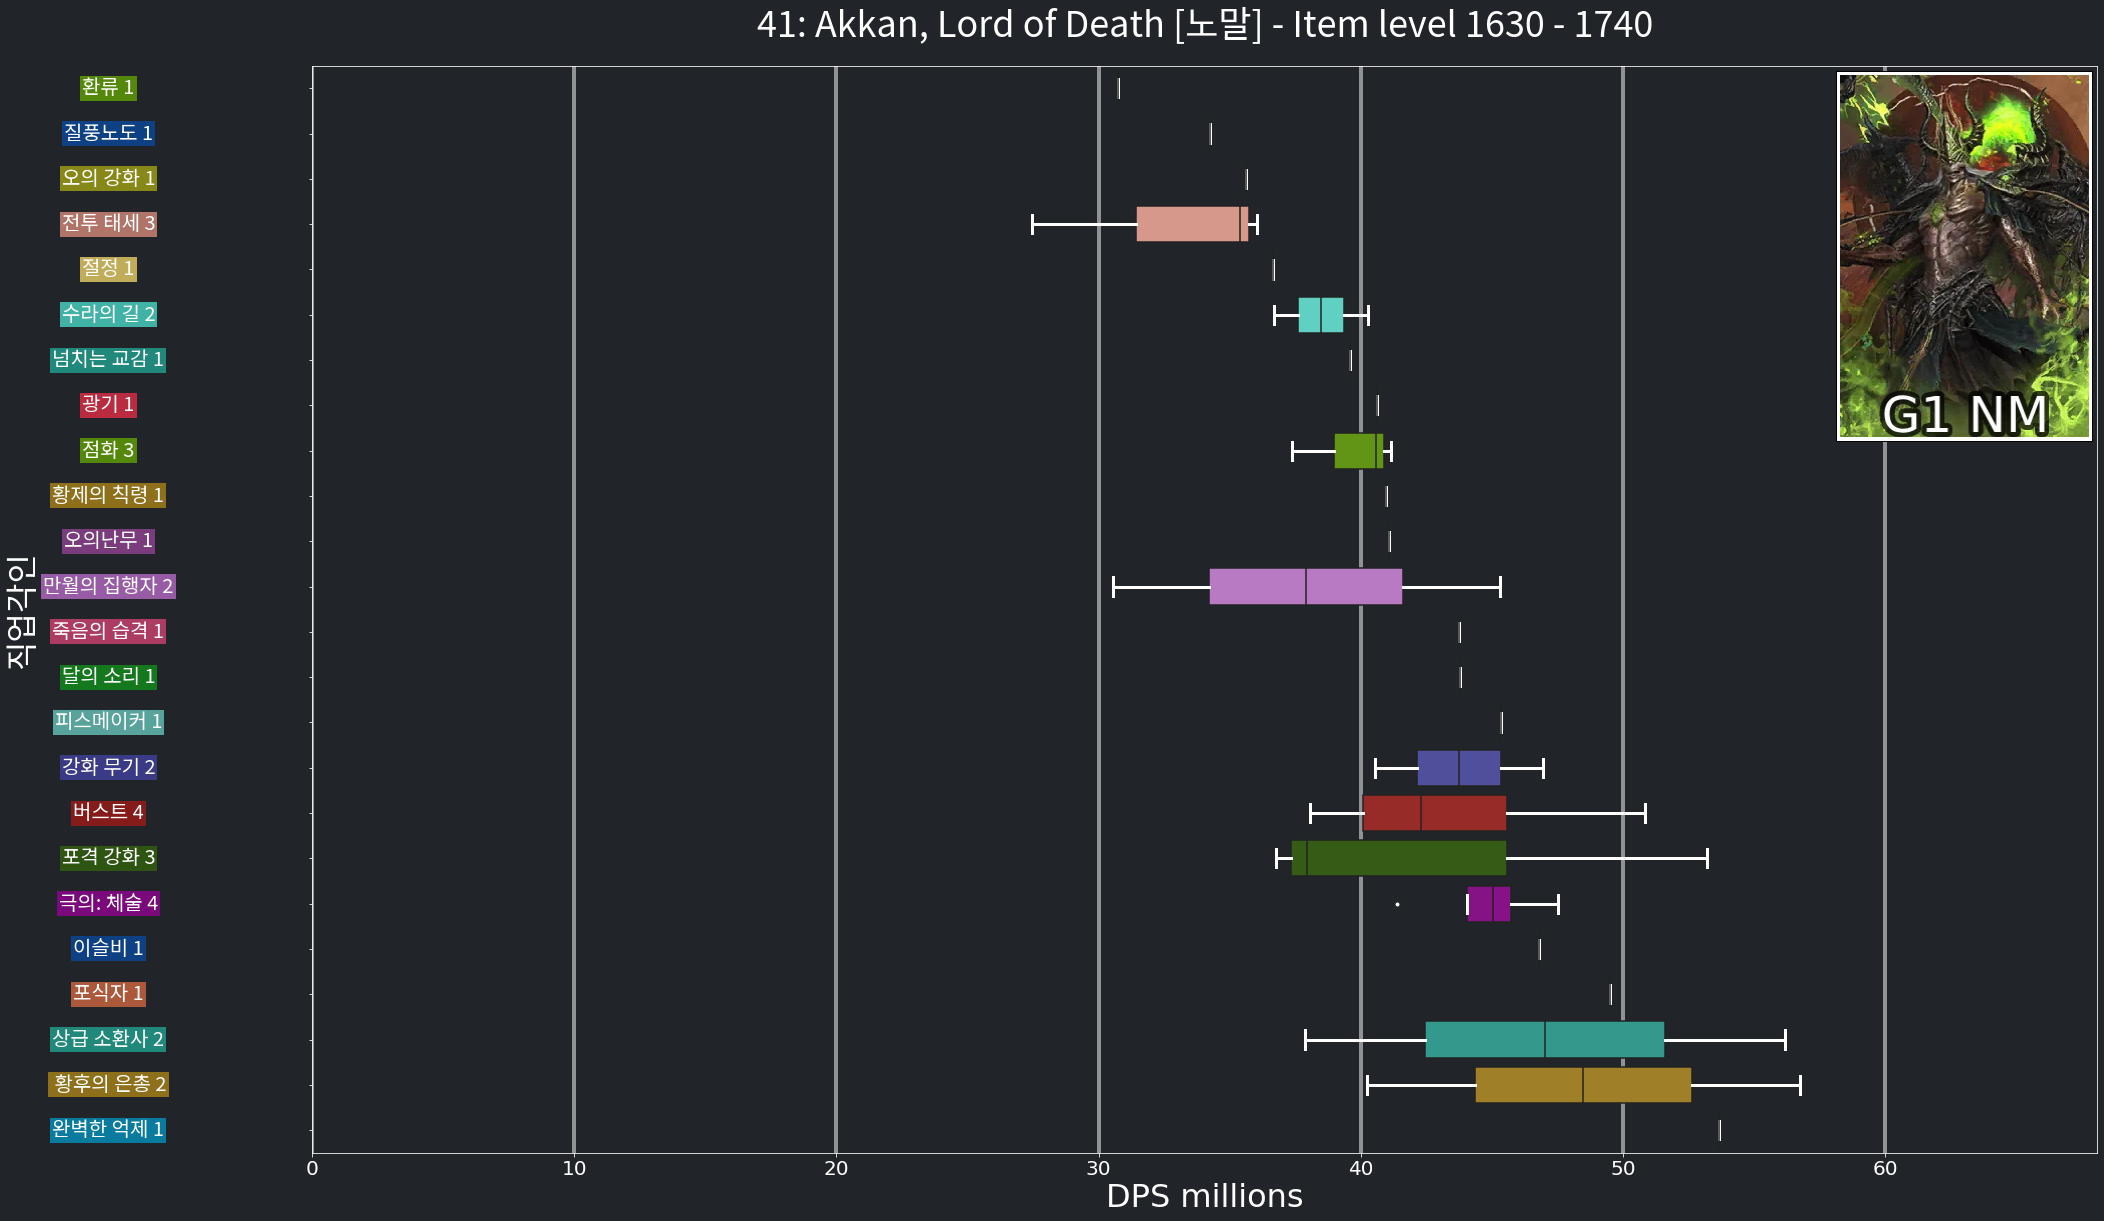 41: Akkan, Lord of Death [노말] - Item level 1630 - 1740
환류 1
질풍노도 1
오의 강화 1
전투 태세 3
절정 1
수라의 길 2
넘치는 교감 1
광기 1
점화 3
황제의 칙령 1
오의난무 1
만월의 집행자 2
죽음의 습격 1
달의 소리 1
피스메이커 1
강화 무기 2
버스트 4
포격 강화 3
극의: 체술 4
이슬비 1
포식자 1
상급 소환사 2
황후의 은총 2
완벽한 억제 1
직업각인
G1 NM
0 10 20 30 40 50 60
DPS millions